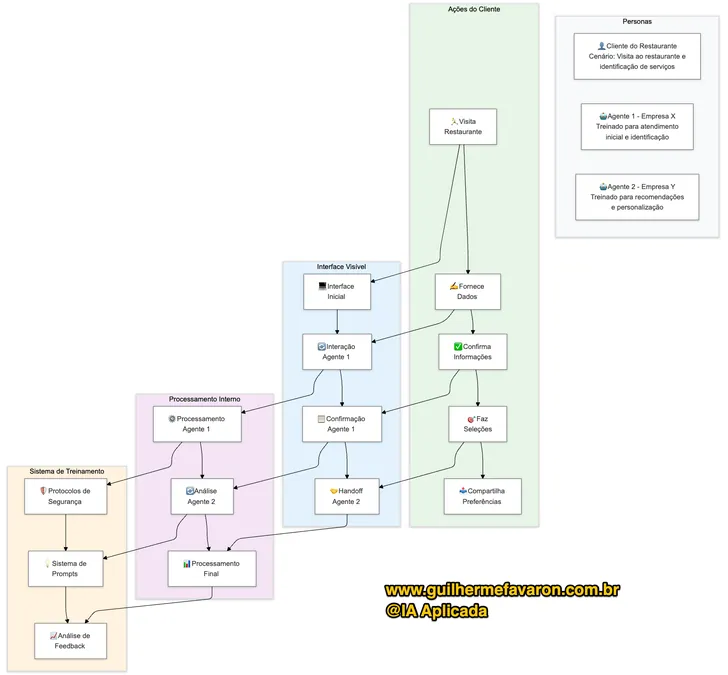 Ações do Cliente
Visita
Restaurante
Fornece
Dados
Confirma
Informações
Faz
Seleções
Compartilha
Preferências
Personas
Cliente do Restaurante
Cenário: Visita ao restaurante e
identificação de serviços
Agente 1 - Empresa X
Treinado para atendimento
inicial e identificação
Agente 2 - Empresa Y
Treinado para recomendações
e personalização
Interface Visível
Interface
Inicial
Interação
Agente 1
Confirmação
Agente 1
Handoff
Agente 2
Processamento Interno
Processamento
Agente 1
Análise
Agente 2
Processamento
Final
Sistema de Treinamento
Protocolos de
Segurança
Sistema de
Prompts
Análise de
Feedback
www.guilhermefavaron.com.br
@IA Aplicada